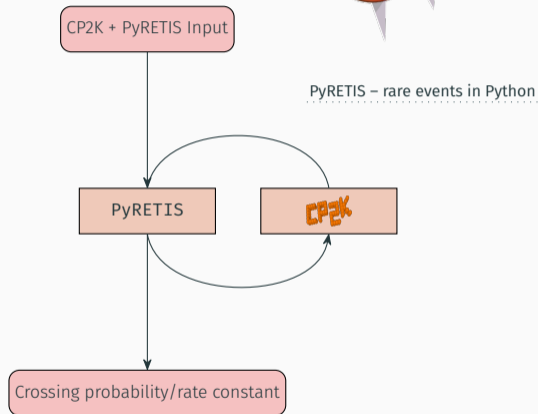 CP2K + PyRETIS Input
PyRETIS – rare events in Python
PyRETIS
CP2K
Crossing probability/rate constant